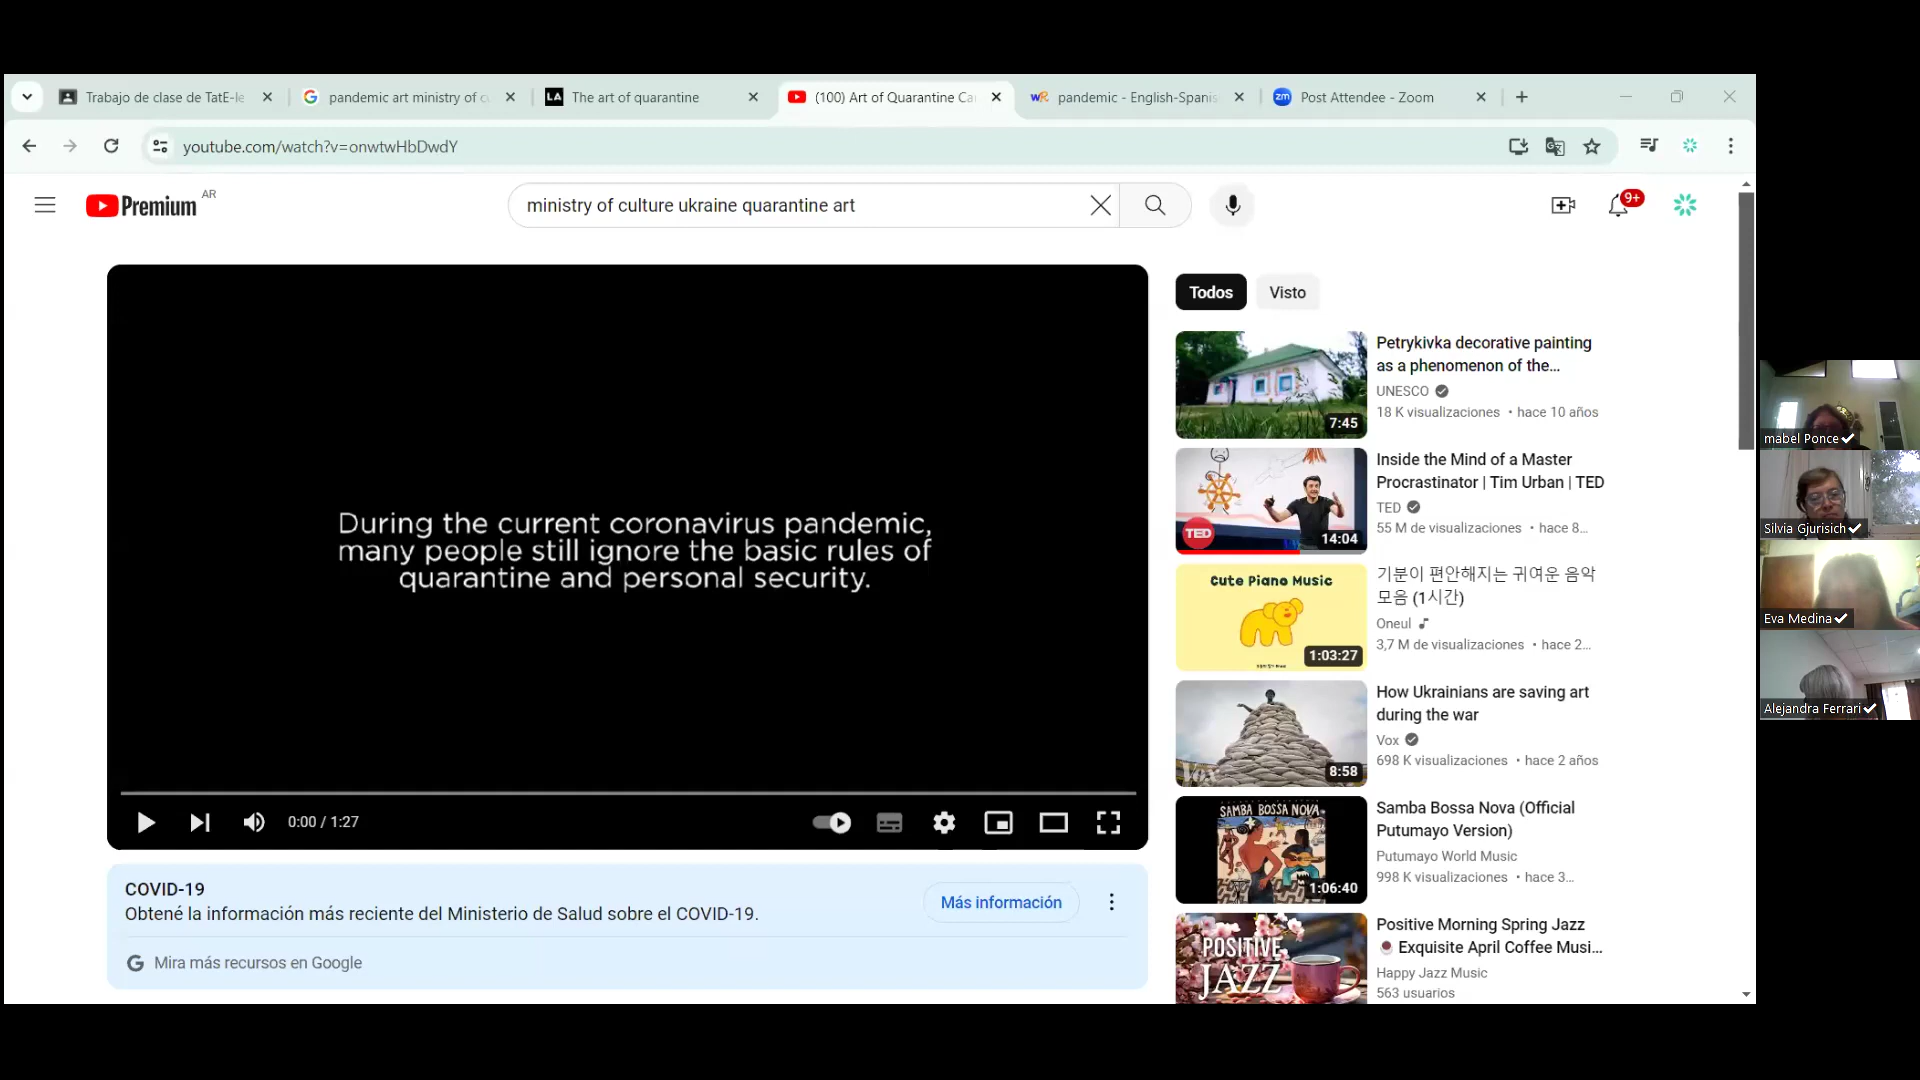 Trabajo de clase de TatE-le
pandemic art ministry of cu
LA The art of quarantine
(100) Art of Quarantine Ca
WR pandemic - English-Spanis
zm Post Attendee - Zoom
youtube.com/watch?v=onwtwHbDwdY
Premium AR
ministry of culture ukraine quarantine art
9+
During the current coronavirus pandemic,
many people still ignore the basic rules of
quarantine and personal security.
0:00 / 1:27
COVID-19
Obtené la información más reciente del Ministerio de Salud sobre el COVID-19.
Más información
Mira más recursos en Google
Todos
Visto
7:45
Petrykivka decorative painting
as a phenomenon of the...
UNESCO
18 K visualizaciones • hace 10 años
TED
14:04
Inside the Mind of a Master
Procrastinator | Tim Urban | TED
TED
55 M de visualizaciones • hace 8...
Cute Piano Music
1:03:27
기분이 편안해지는 귀여운 음악
모음 (1시간)
Oneul
3,7 M de visualizaciones • hace 2...
Vox
8:58
How Ukrainians are saving art
during the war
Vox
698 K visualizaciones • hace 2 años
SAMBA BOSSA NOVA
1:06:40
Samba Bossa Nova (Official
Putumayo Version)
Putumayo World Music
998 K visualizaciones • hace 3...
POSITIVE
JAZZ
Positive Morning Spring Jazz
Exquisite April Coffee Musi...
Happy Jazz Music
563 usuarios
mabel Ponce
Silvia Gjurisich
Eva Medina
Alejandra Ferrari